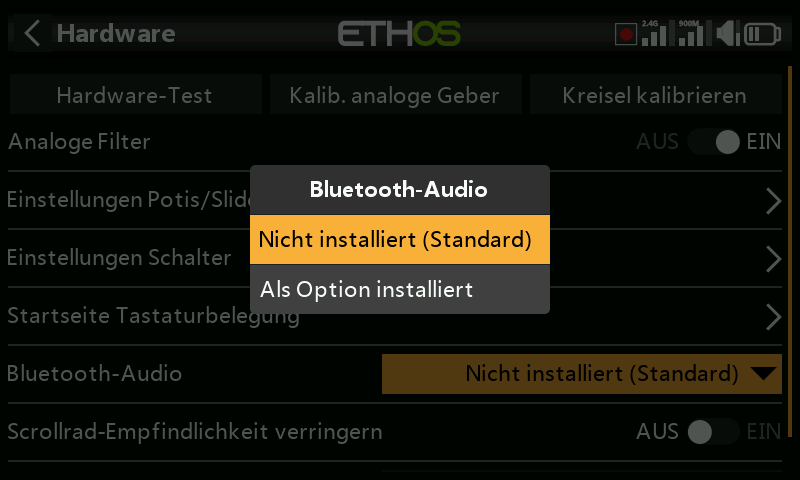 Hardware
ETHOS
2.4G
900M
Hardware-Test
Kalib. analoge Geber
Kreisel kalibrieren
Analoge Filter
AUS
EIN
Einstellungen Potis/Slide
Einstellungen Schalter
Startseite Tastaturbelegung
Bluetooth-Audio
Nicht installiert (Standard)
Als Option installiert
Bluetooth-Audio
Nicht installiert (Standard)
Scrollrad-Empfindlichkeit verringern
AUS
EIN